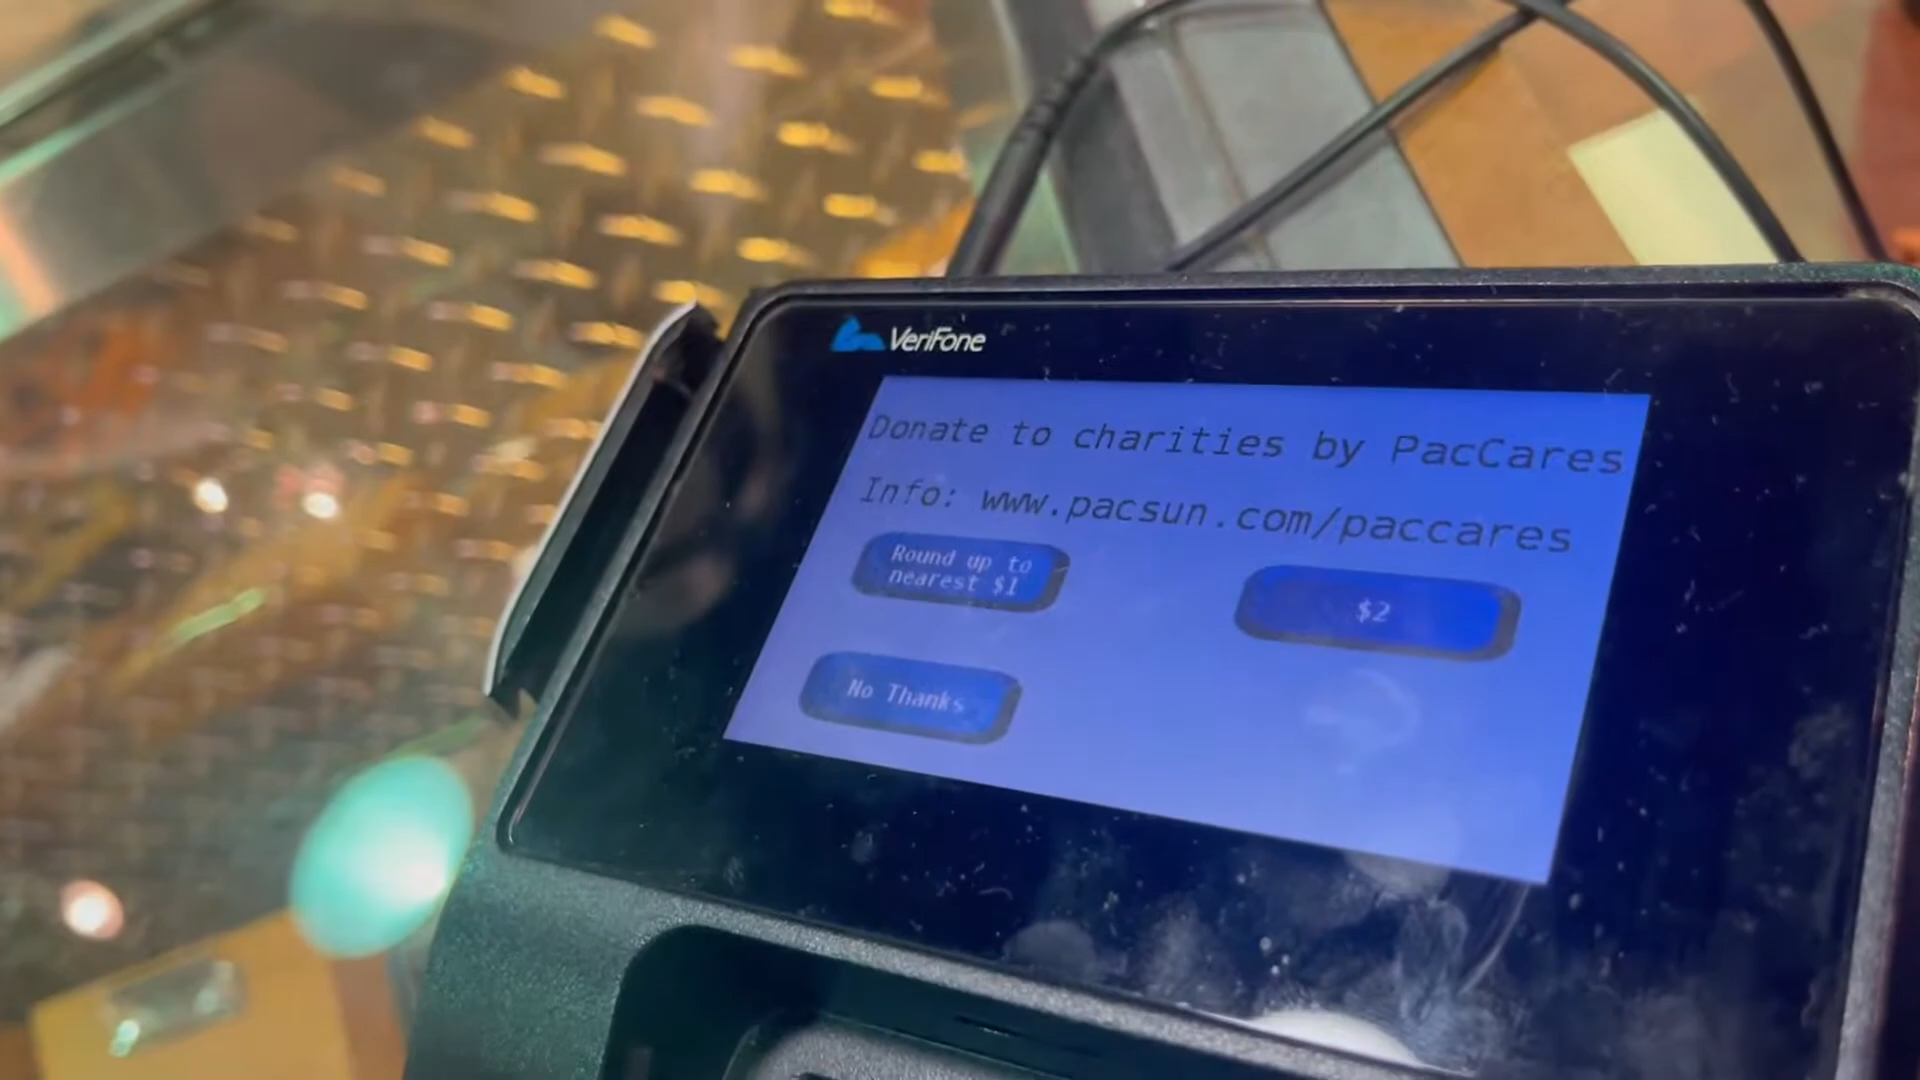 VeriFone
Donate to charities by PacCares
Info: www.pacsun.com/paccares
Round up to
nearest $1
$2
No Thanks